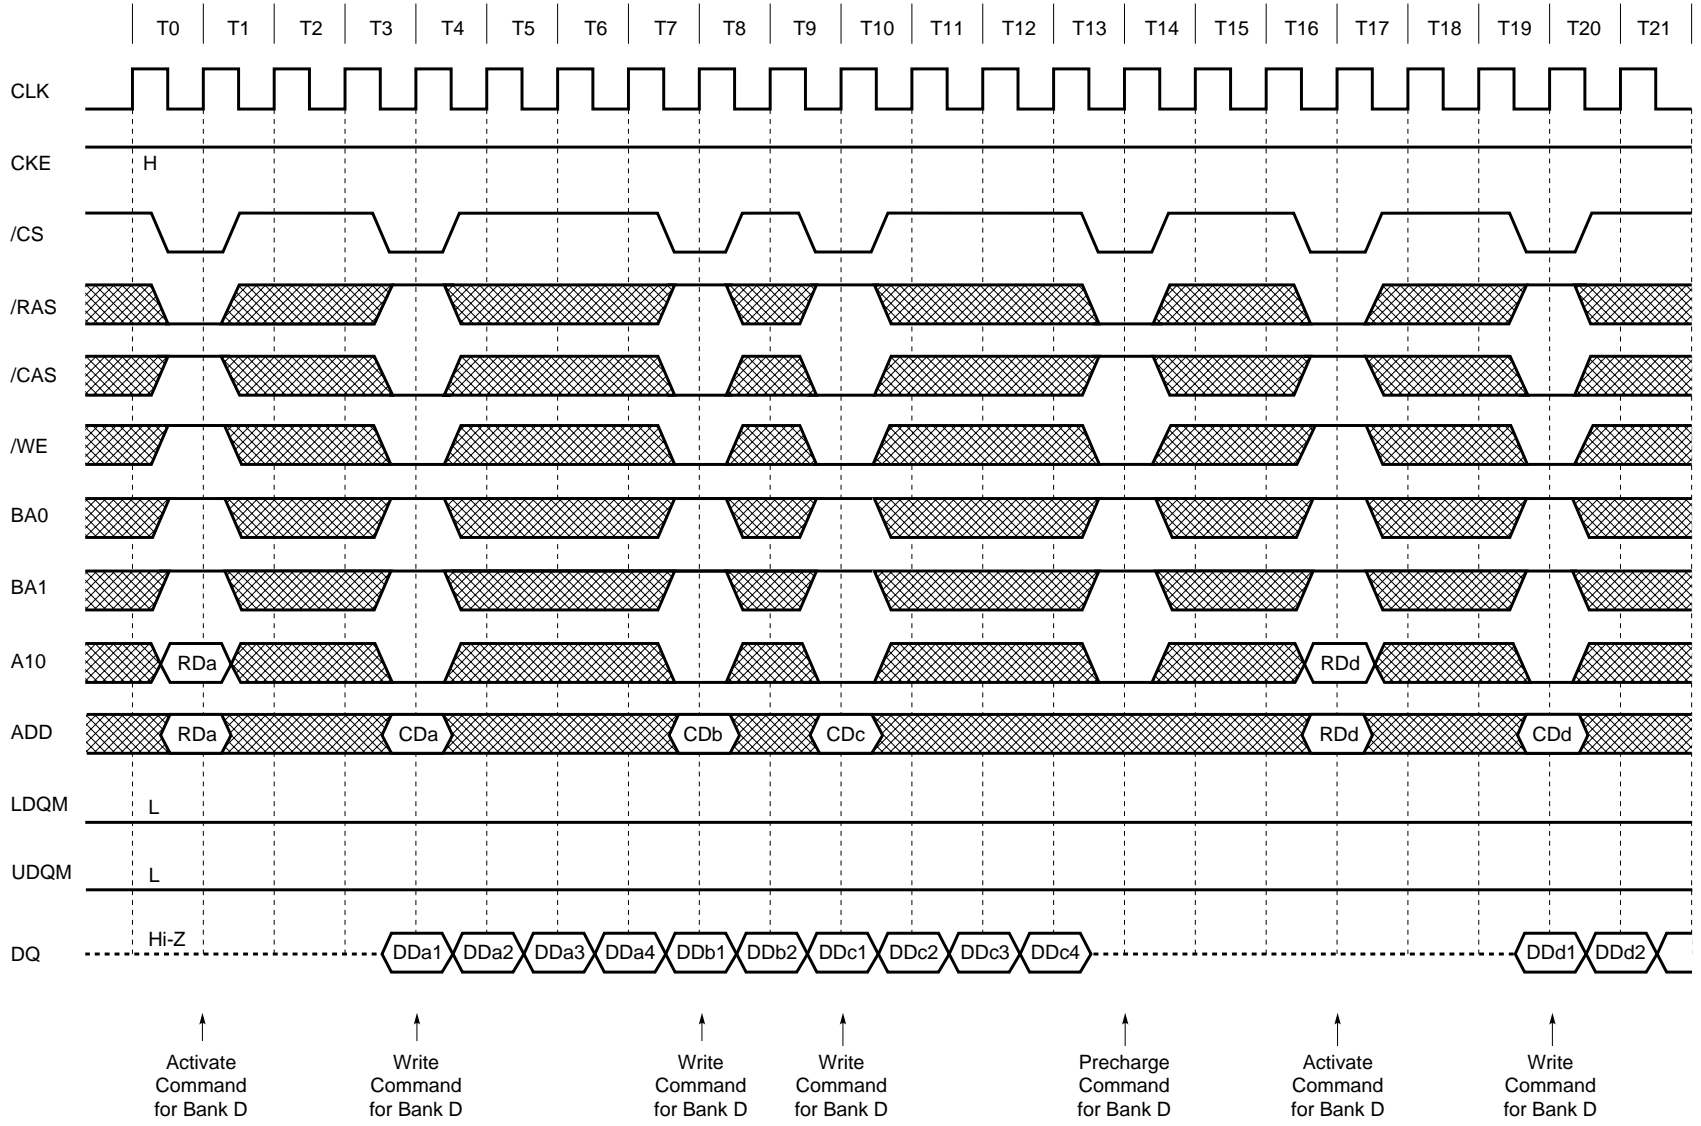 T0 T1 T2 T3 T4 T5 T6 T7 T8 T9 T10 T11 T12 T13 T14 T15 T16 T17 T18 T19 T20 T21
CLK
CKE H
/CS
/RAS
/CAS
/WE
BA0
BA1
A10 RDa RDd
ADD RDa CDa CDb CDc RDd CDd
LDQM L
UDQM L
DQ Hi-Z DDa1 DDa2 DDa3 DDa4 DDb1 DDb2 DDc1 DDc2 DDc3 DDc4 DDd1 DDd2
Activate Write Write Write Precharge Activate Write
Command Command Command Command Command Command Command
for Bank D for Bank D for Bank D for Bank D for Bank D for Bank D for Bank D